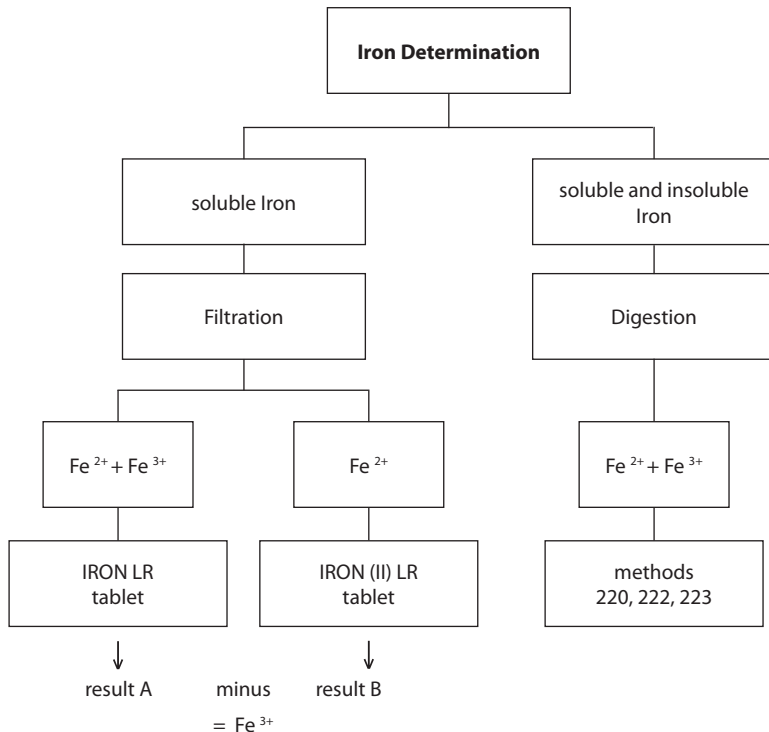 Iron Determination
soluble Iron
soluble and insoluble
Iron
Filtration
Digestion
Fe ²⁺ + Fe ³⁺
Fe ²⁺
Fe ²⁺ + Fe ³⁺
IRON LR
tablet
IRON (II) LR
tablet
methods
220, 222, 223
result A minus result B
= Fe ³⁺